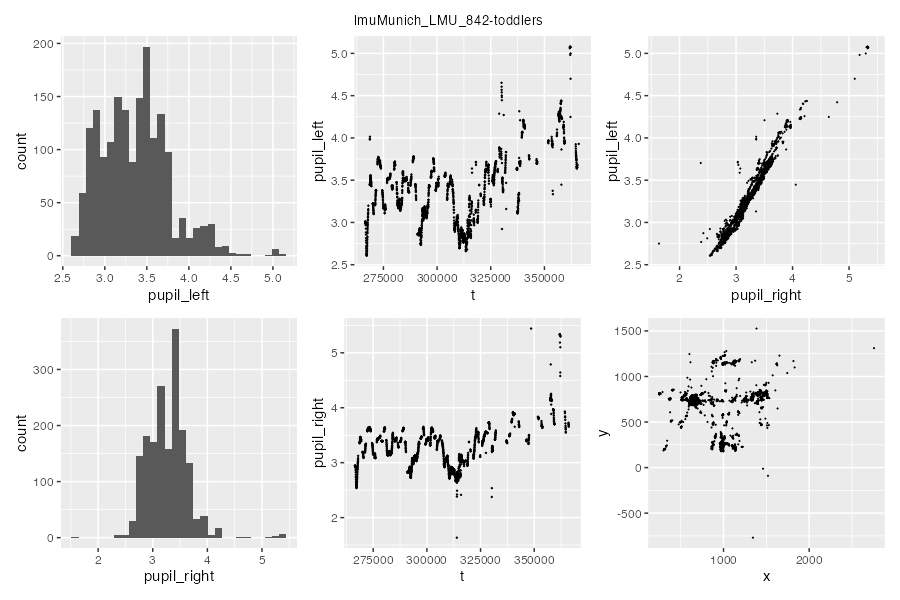 lmuMunich_LMU_842-toddlers
200
150
100
50
0
count
2.5 3.0 3.5 4.0 4.5 5.0
pupil_left
5.0
4.5
4.0
3.5
3.0
2.5
pupil_left
275000 300000 325000 350000
t
5.0
4.5
4.0
3.5
3.0
2.5
pupil_left
2 3 4 5
pupil_right
300
200
100
0
count
2 3 4 5
pupil_right
5
4
3
2
pupil_right
275000 300000 325000 350000
t
1500
1000
500
0
-500
y
1000 2000
x